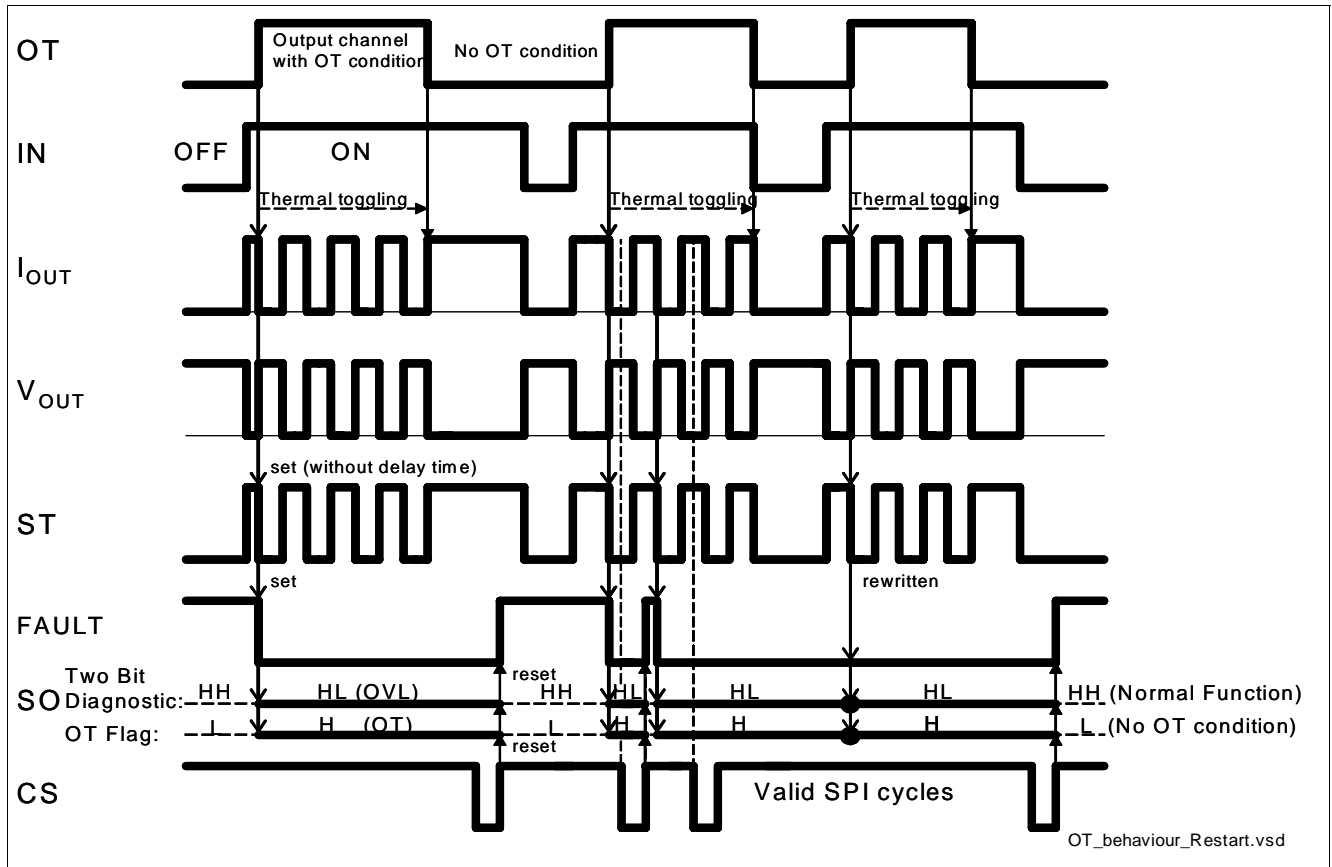 OT
Output channel
with OT condition
No OT condition
IN
OFF
ON
Thermal toggling
Thermal toggling
Thermal toggling
IOUT
VOUT
set (without delay time)
ST
set
rewritten
FAULT
reset
SO
Two Bit
Diagnostic:
HH
HL (OVL)
HH
HL
HL
HL
HH (Normal Function)
OT Flag:
L
H (OT)
L
H
H
H
L (No OT condition)
reset
CS
Valid SPI cycles
OT_behaviour_Restart.vsd